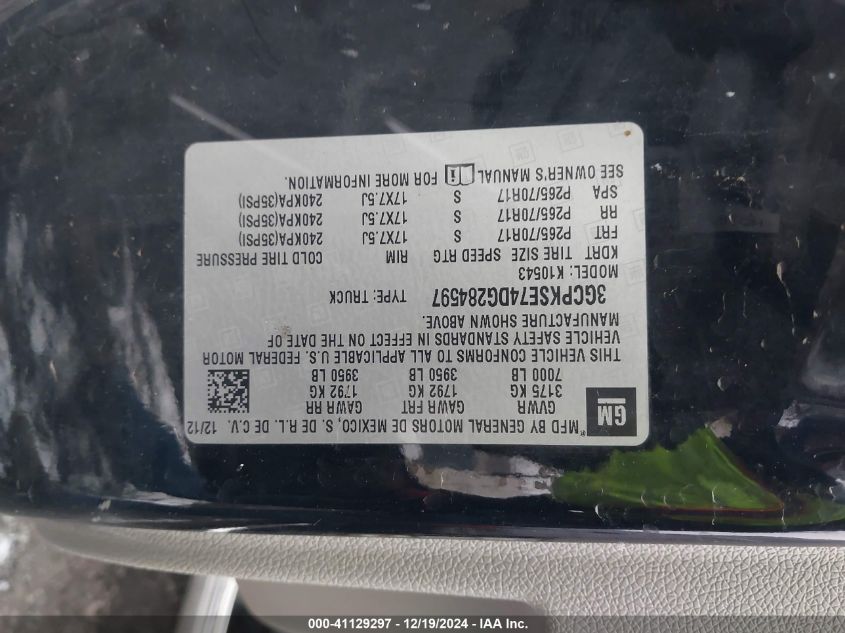 GM
MFD BY GENERAL MOTORS DE MEXICO, S. DE R.L. DE C.V. 12/12
GVWR GAWR FRT GAWR RR
3175 KG 1792 KG 1792 KG
7000 LB 3950 LB 3950 LB
THIS VEHICLE CONFORMS TO ALL APPLICABLE U.S. FEDERAL MOTOR
VEHICLE SAFETY STANDARDS IN EFFECT ON THE DATE OF
MANUFACTURE SHOWN ABOVE.
3GCPKSE74DG284597 TYPE: TRUCK
MODEL: K10543
KDRT TIRE SIZE SPEED RTG RIM COLD TIRE PRESSURE
FRT P265/70R17 S 17X7.5J 240KPA(35PSI)
RR P265/70R17 S 17X7.5J 240KPA(35PSI)
SPA P265/70R17 S 17X7.5J 240KPA(35PSI)
SEE OWNER'S MANUAL FOR MORE INFORMATION.
000-41129297 - 12/19/2024 - IAA Inc.